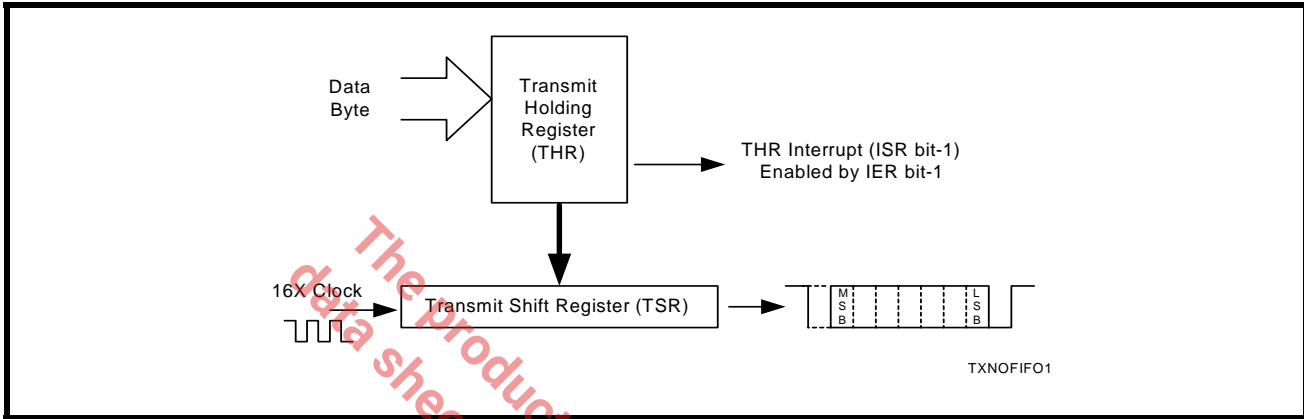 Data
Byte
Transmit
Holding
Register
(THR)
THR Interrupt (ISR bit-1)
Enabled by IER bit-1
16X Clock
Transmit Shift Register (TSR)
M
S
B
L
S
B
TXNOFIFO1
The product
data shee